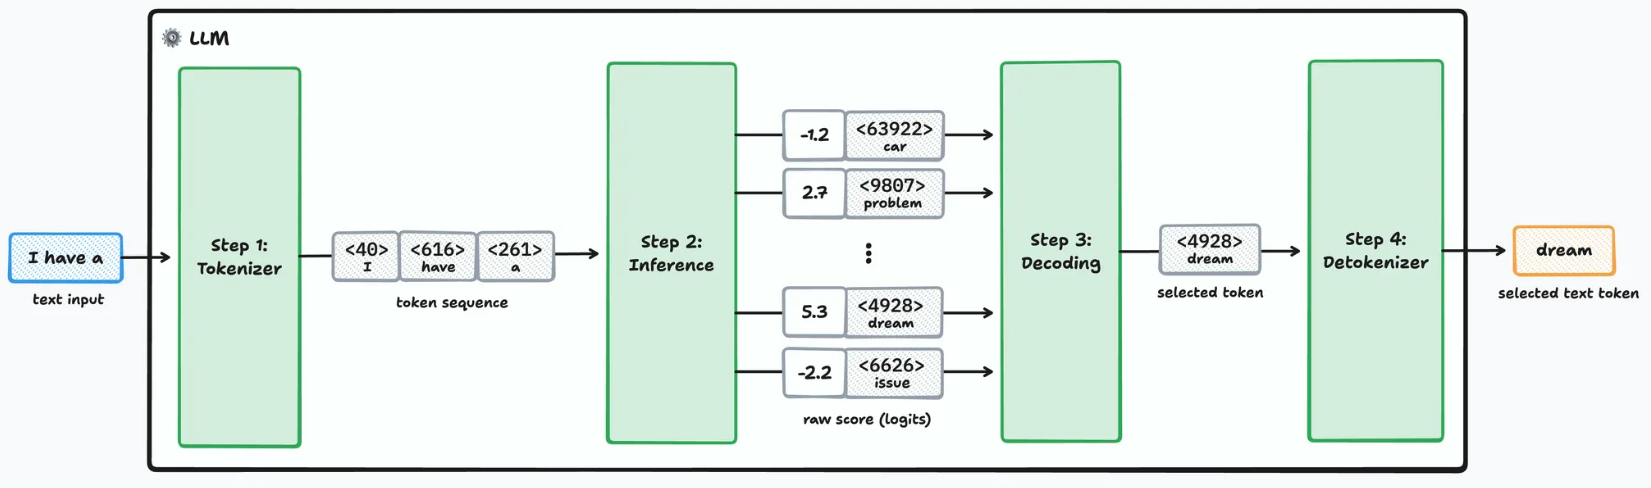 LLM
I have a
text input
Step 1:
Tokenizer
<40> <616> <261>
I have a
token sequence
Step 2:
Inference
-1.2 <63922>
car
2.7 <9807>
problem
5.3 <4928>
dream
-2.2 <6626>
issue
raw score (logits)
Step 3:
Decoding
<4928>
dream
selected token
Step 4:
Detokenizer
dream
selected text token